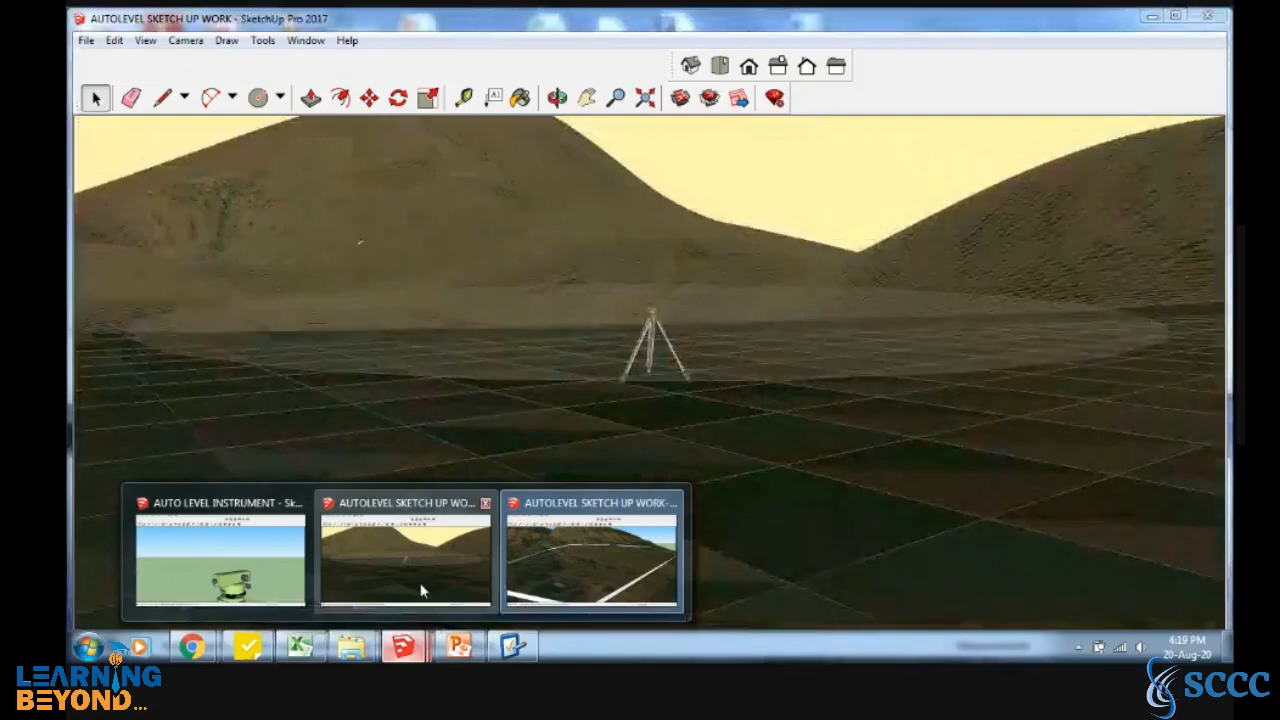 AUTOLEVEL SKETCH UP WORK - SketchUp Pro 2017
File Edit View Camera Draw Tools Window Help
A1
AUTO LEVEL INSTRUMENT - Sk...
AUTOLEVEL SKETCH UP WO...
AUTOLEVEL SKETCH UP WORK-...
4:19 PM
20-Aug-20
LEARNING
BEYOND...
SCCC